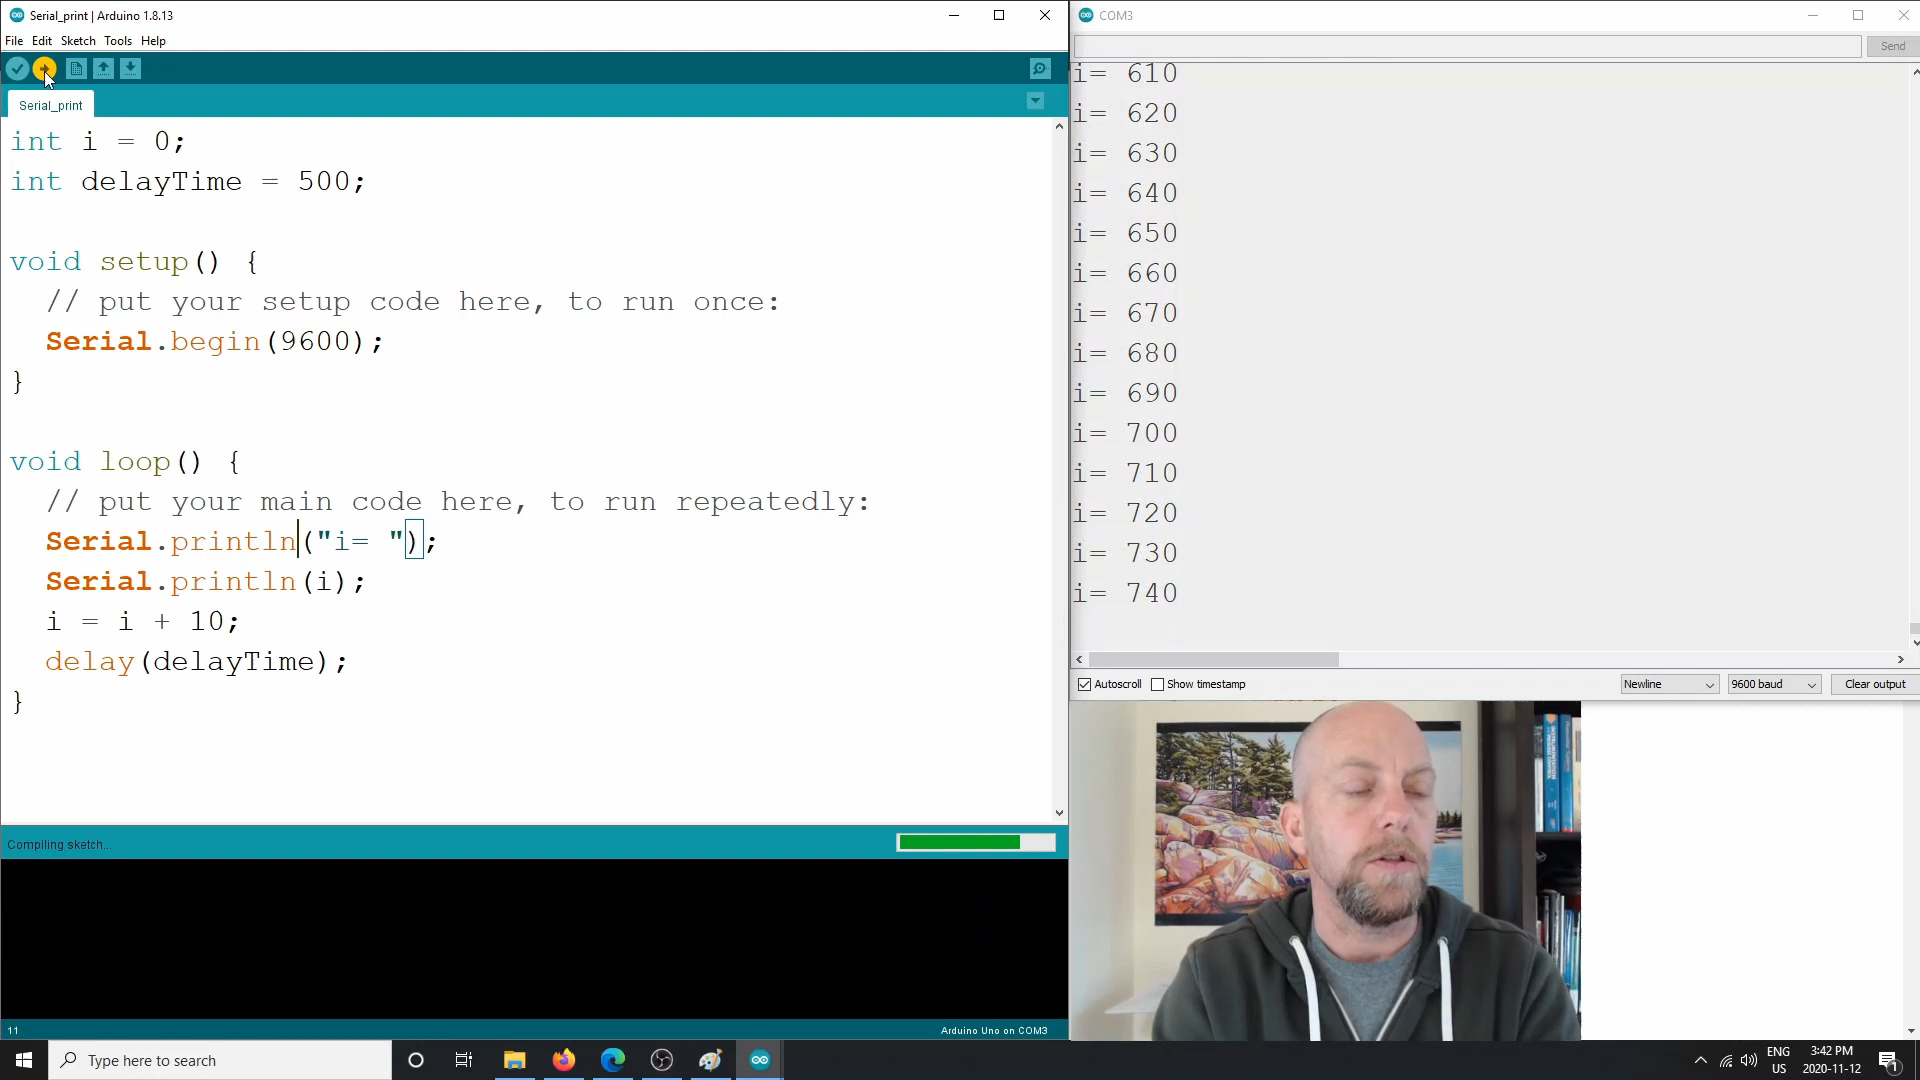 Serial_print | Arduino 1.8.13
File Edit Sketch Tools Help
Serial_print
int i = 0;
int delayTime = 500;
void setup() {
// put your setup code here, to run once:
Serial.begin(9600);
}
void loop() {
// put your main code here, to run repeatedly:
Serial.println("i= ");
Serial.println(i);
i = i + 10;
delay(delayTime);
}
Compiling sketch...
11
Arduino Uno on COM3
COM3
Send
i= 610
i= 620
i= 630
i= 640
i= 650
i= 660
i= 670
i= 680
i= 690
i= 700
i= 710
i= 720
i= 730
i= 740
Autoscroll Show timestamp Newline 9600 baud Clear output
Type here to search
ENG
US
3:42 PM
2020-11-12
1